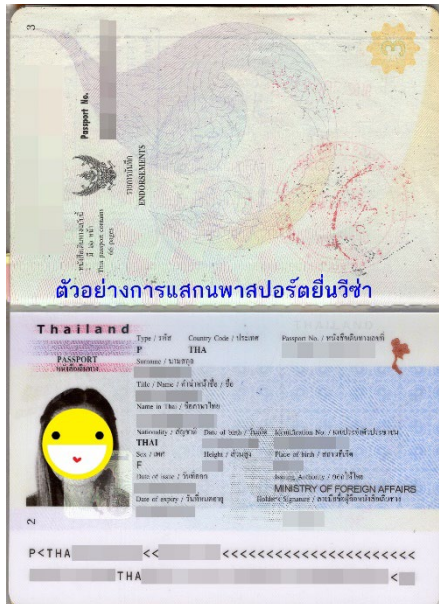 3
Passport No.
รายการบันทึก
ENDORSEMENTS
หนังสือเดินทางเล่มนี้
มี 66 หน้า
This passport contains
66 pages
ตัวอย่างการแสกนพาสปอร์ตยื่นวีซ่า
Thailand
PASSPORT
หนังสือเดินทาง
Type / รหัส Country Code / ประเทศ Passport No. / หนังสือเดินทางเลขที่
P THA
Surname / นามสกุล
Title / Name / คำนำหน้าชื่อ / ชื่อ
Name in Thai / ชื่อภาษาไทย
Nationality / สัญชาติ Date of birth / วันเกิด Identification No. / เลขประจำตัวประชาชน
THAI
Sex / เพศ Height / ส่วนสูง Place of birth / สถานที่เกิด
F
Date of issue / วันที่ออก Issuing Authority / ออกให้โดย
MINISTRY OF FOREIGN AFFAIRS
Date of expiry / วันที่หมดอายุ Holder's Signature / ลายมือชื่อผู้ถือหนังสือเดินทาง
2
P<THA <<  <<<<<<<<<<<<<<<<<<<<<<<
THA <